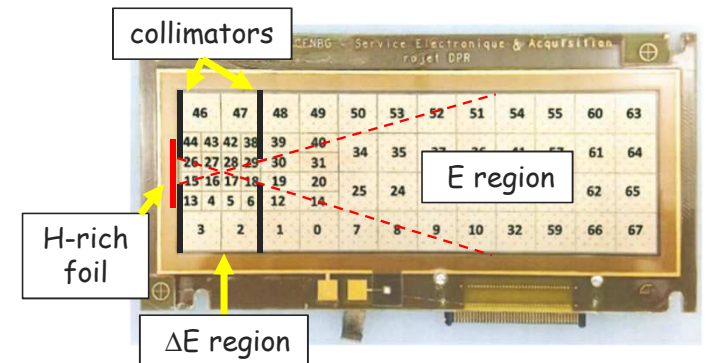 collimators
CENBG - Service Electronique & Acquisition
rojet DPR
46 47 48 49 50 53 52 51 54 55 60 63
44 43 42 38 39 40
34 35 61 64
26 27 28 29 30 31
E region
15 16 17 18 19 20
25 24 62 65
13 4 5 6 12 14
3 2 1 0 7 8 9 10 32 59 66 67
H-rich
foil
ΔE region